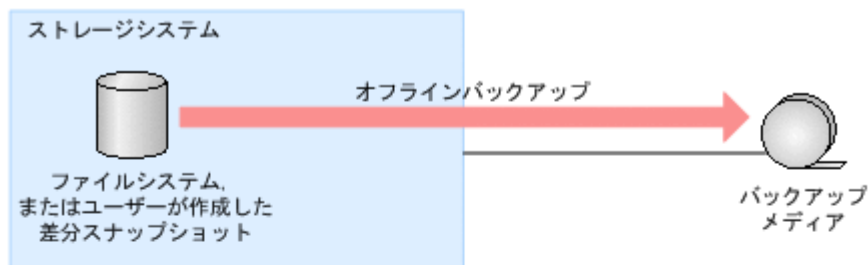 ストレージシステム
オフラインバックアップ
ファイルシステム,
またはユーザーが作成した
差分スナップショット
バックアップ
メディア